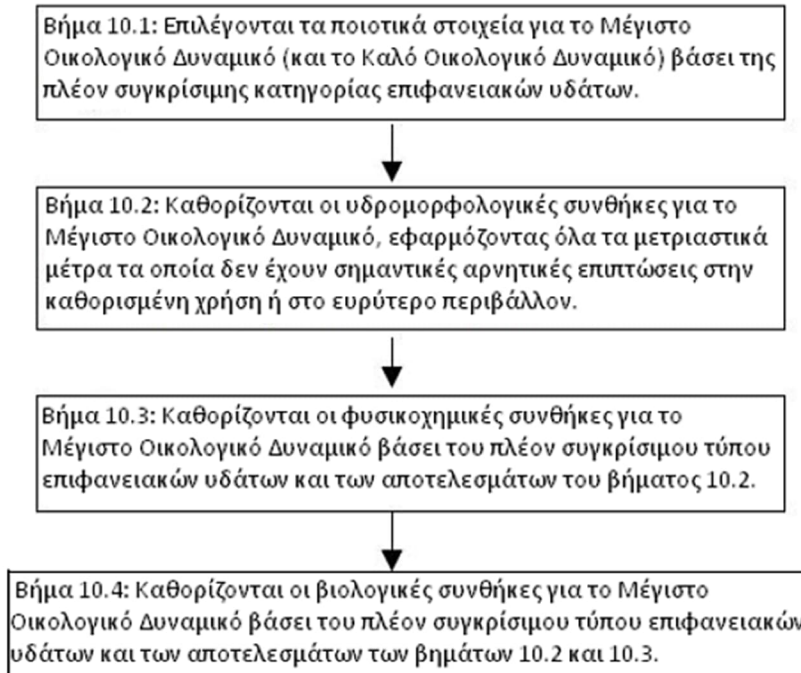 Βήμα 10.1: Επιλέγονται τα ποιοτικά στοιχεία για το Μέγιστο
Οικολογικό Δυναμικό (και το Καλό Οικολογικό Δυναμικό) βάσει της
πλέον συγκρίσιμης κατηγορίας επιφανειακών υδάτων.
Βήμα 10.2: Καθορίζονται οι υδρομορφολογικές συνθήκες για το
Μέγιστο Οικολογικό Δυναμικό, εφαρμόζοντας όλα τα μετριαστικά
μέτρα τα οποία δεν έχουν σημαντικές αρνητικές επιπτώσεις στην
καθορισμένη χρήση ή στο ευρύτερο περιβάλλον.
Βήμα 10.3: Καθορίζονται οι φυσικοχημικές συνθήκες για το
Μέγιστο Οικολογικό Δυναμικό βάσει του πλέον συγκρίσιμου τύπου
επιφανειακών υδάτων και των αποτελεσμάτων του βήματος 10.2.
Βήμα 10.4: Καθορίζονται οι βιολογικές συνθήκες για το Μέγιστο
Οικολογικό Δυναμικό βάσει του πλέον συγκρίσιμου τύπου επιφανειακών
υδάτων και των αποτελεσμάτων των βημάτων 10.2 και 10.3.